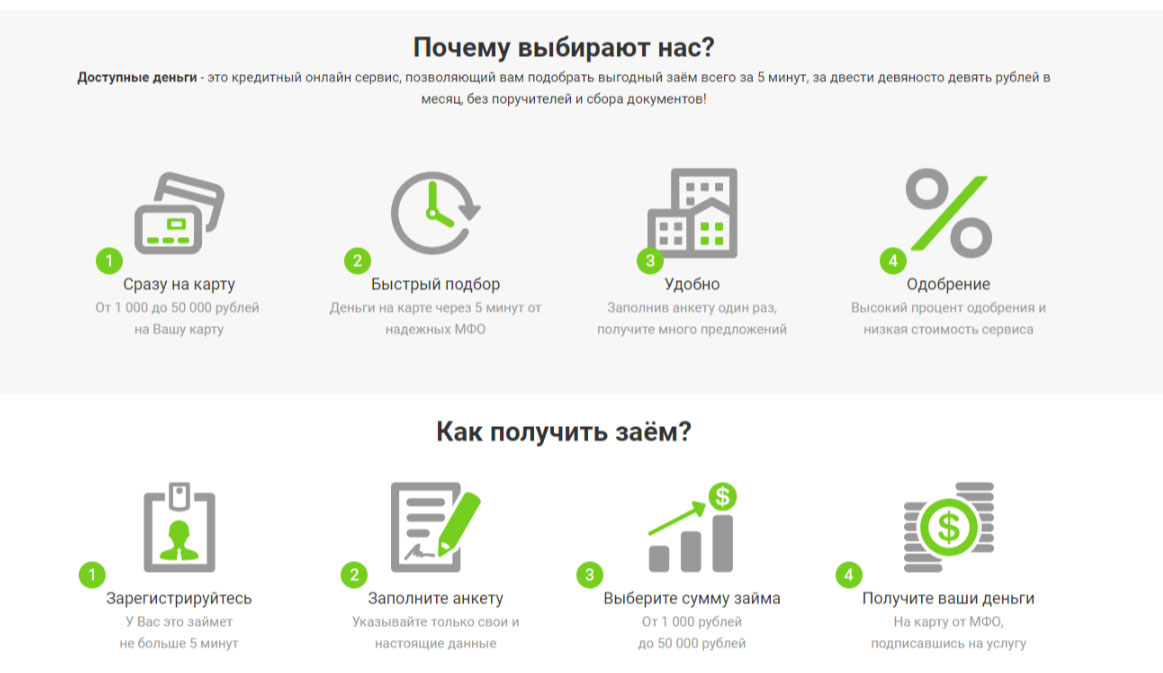 Почему выбирают нас?
Доступные деньги - это кредитный онлайн сервис, позволяющий вам подобрать выгодный заём всего за 5 минут, за двести девяносто девять рублей в
месяц, без поручителей и сбора документов!
1
2
3
4
Сразу на карту
Быстрый подбор
Удобно
Одобрение
От 1 000 до 50 000 рублей
Деньги на карте через 5 минут от
Заполнив анкету один раз,
Высокий процент одобрения и
на Вашу карту
надежных МФО
получите много предложений
низкая стоимость сервиса
Как получить заём?
$
$
1
2
3
4
Зарегистрируйтесь
Заполните анкету
Выберите сумму займа
Получите ваши деньги
У Вас это займет
Указывайте только свои и
От 1 000 рублей
На карту от МФО,
не больше 5 минут
настоящие данные
до 50 000 рублей
подписавшись на услугу